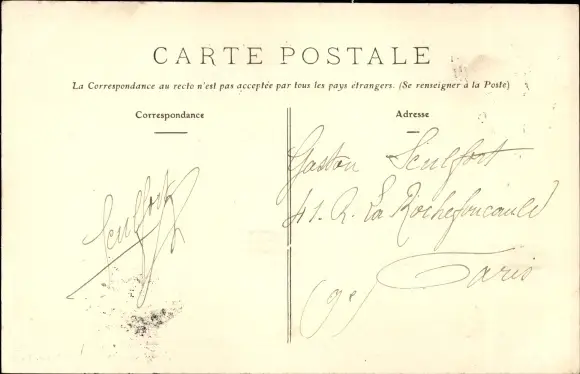 CARTE POSTALE
La Correspondance au recto n'est pas acceptée par tous les pays étrangers. (Se renseigner à la Poste)
Correspondance
Seulfort
Adresse
Gaston Seulfort
41. R. La Rochefoucauld
Paris
(9e)